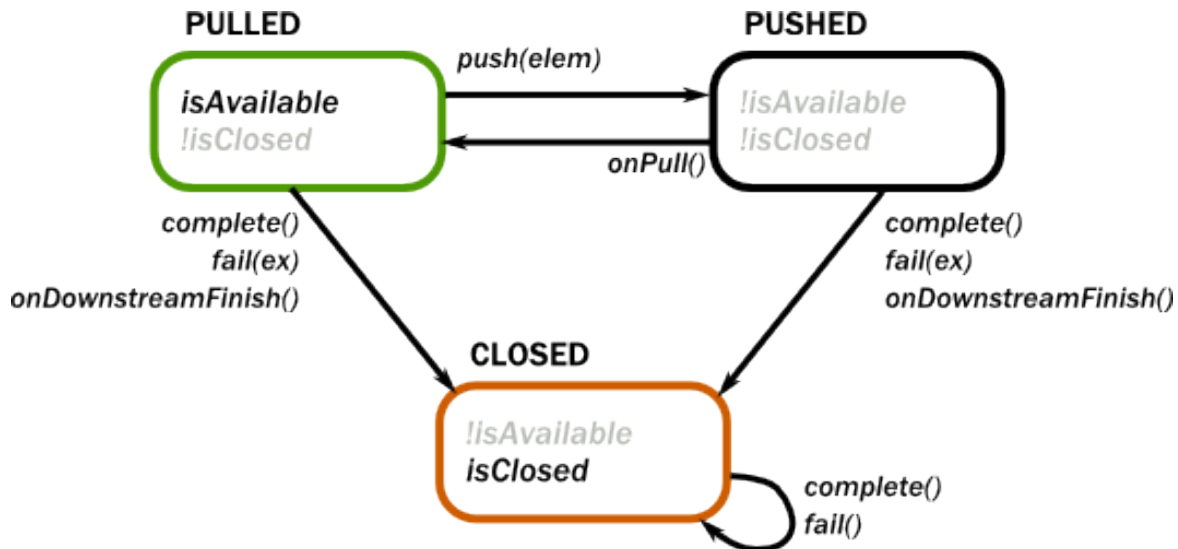 PULLED
PUSHED
push(elem)
isAvailable
!isClosed
!isAvailable
!isClosed
onPull()
complete()
fail(ex)
onDownstreamFinish()
complete()
fail(ex)
onDownstreamFinish()
CLOSED
!isAvailable
isClosed
complete()
fail()